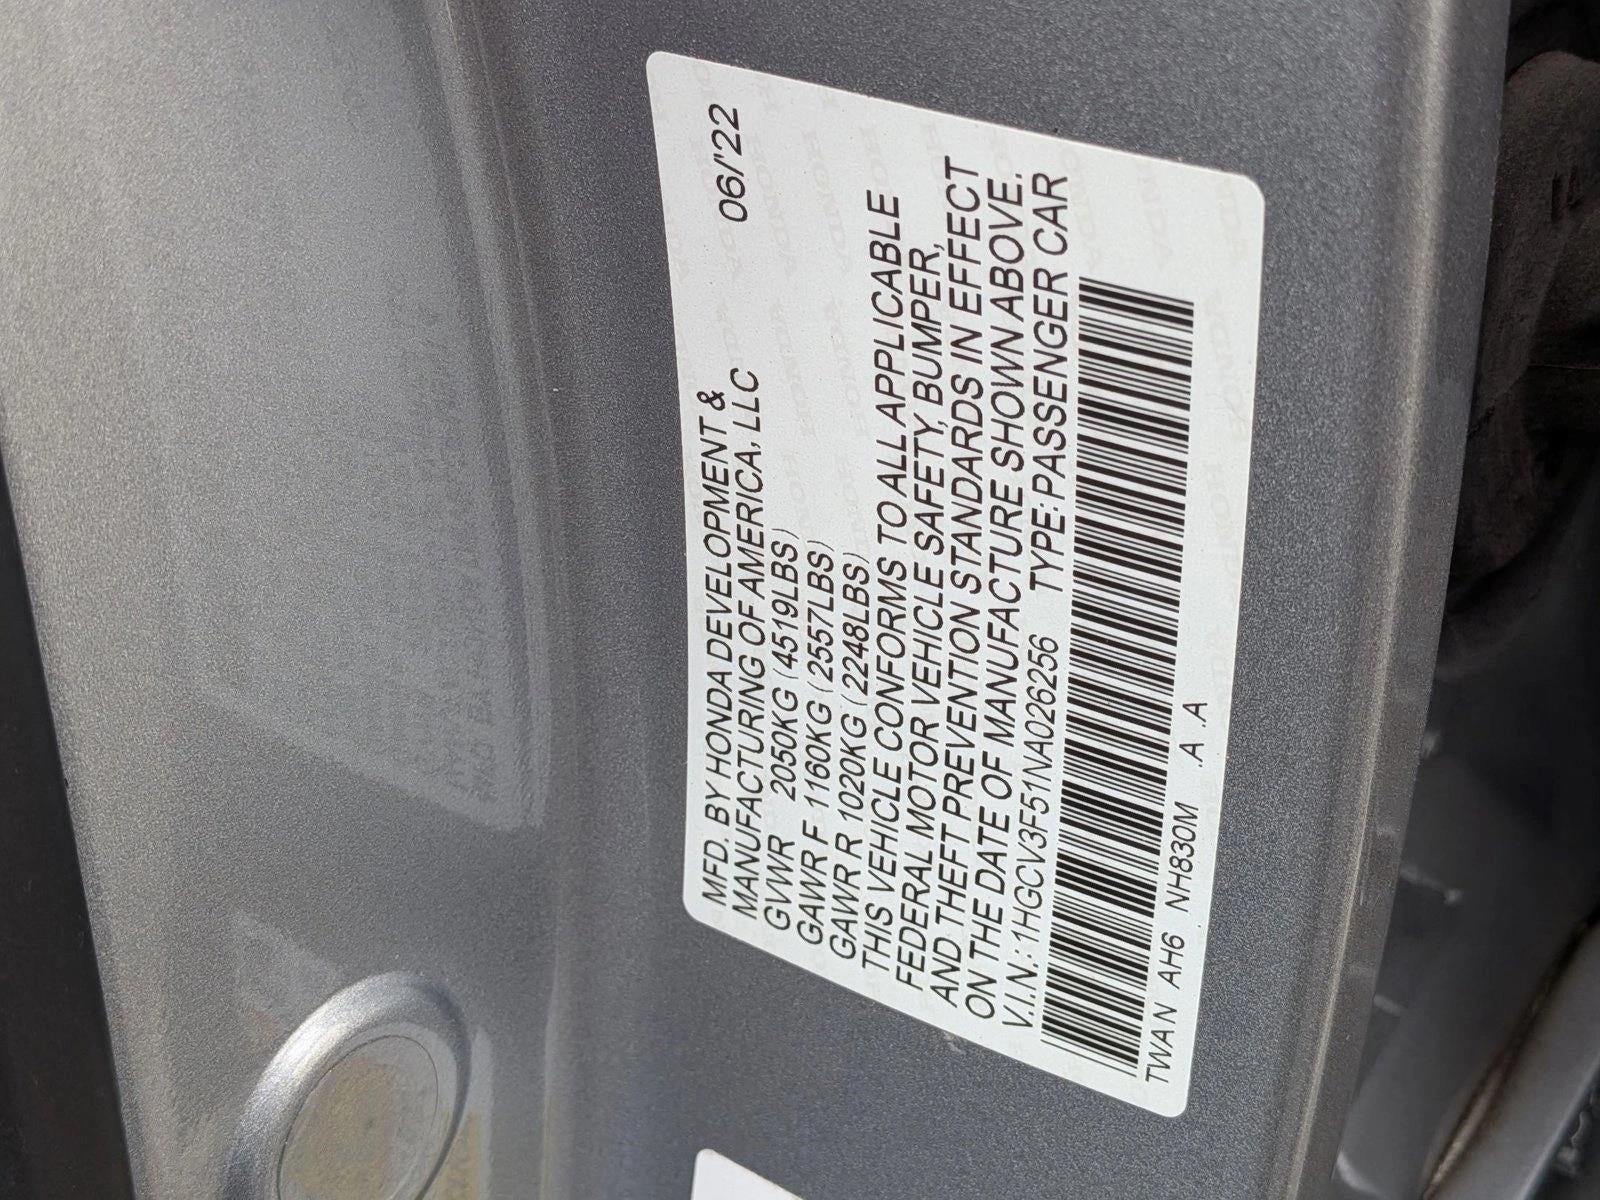 06/'22
MFD. BY HONDA DEVELOPMENT &
MANUFACTURING OF AMERICA, LLC
GVWR 2050KG (4519LBS)
GAWR F 1160KG (2557LBS)
GAWR R 1020KG (2248LBS)
THIS VEHICLE CONFORMS TO ALL APPLICABLE
FEDERAL MOTOR VEHICLE SAFETY, BUMPER,
AND THEFT PREVENTION STANDARDS IN EFFECT
ON THE DATE OF MANUFACTURE SHOWN ABOVE.
V.I.N.: 1HGCV3F51NA026256 TYPE: PASSENGER CAR
TWAN AH6 NH830M .A .A